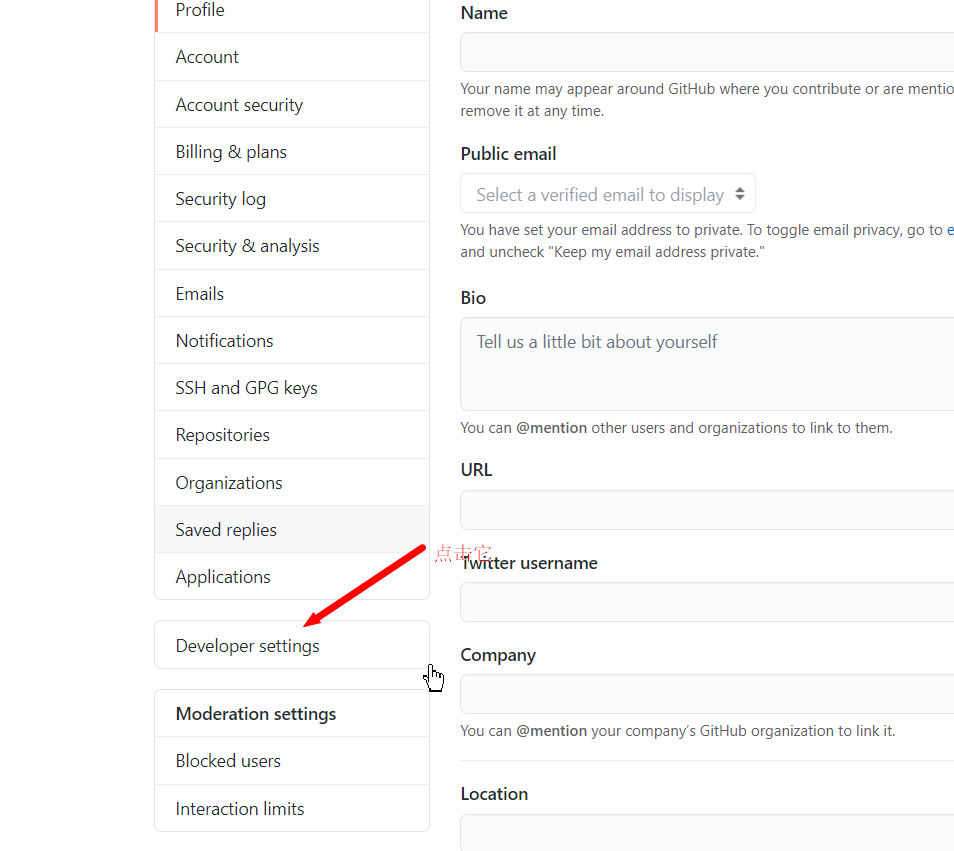 Profile
Account
Account security
Billing & plans
Security log
Security & analysis
Emails
Notifications
SSH and GPG keys
Repositories
Organizations
Saved replies
Applications
Developer settings
Moderation settings
Blocked users
Interaction limits
Name
Your name may appear around GitHub where you contribute or are mentio
remove it at any time.
Public email
Select a verified email to display
You have set your email address to private. To toggle email privacy, go to e
and uncheck "Keep my email address private."
Bio
Tell us a little bit about yourself
You can @mention other users and organizations to link to them.
URL
点击它
Twitter username
Company
You can @mention your company’s GitHub organization to link it.
Location